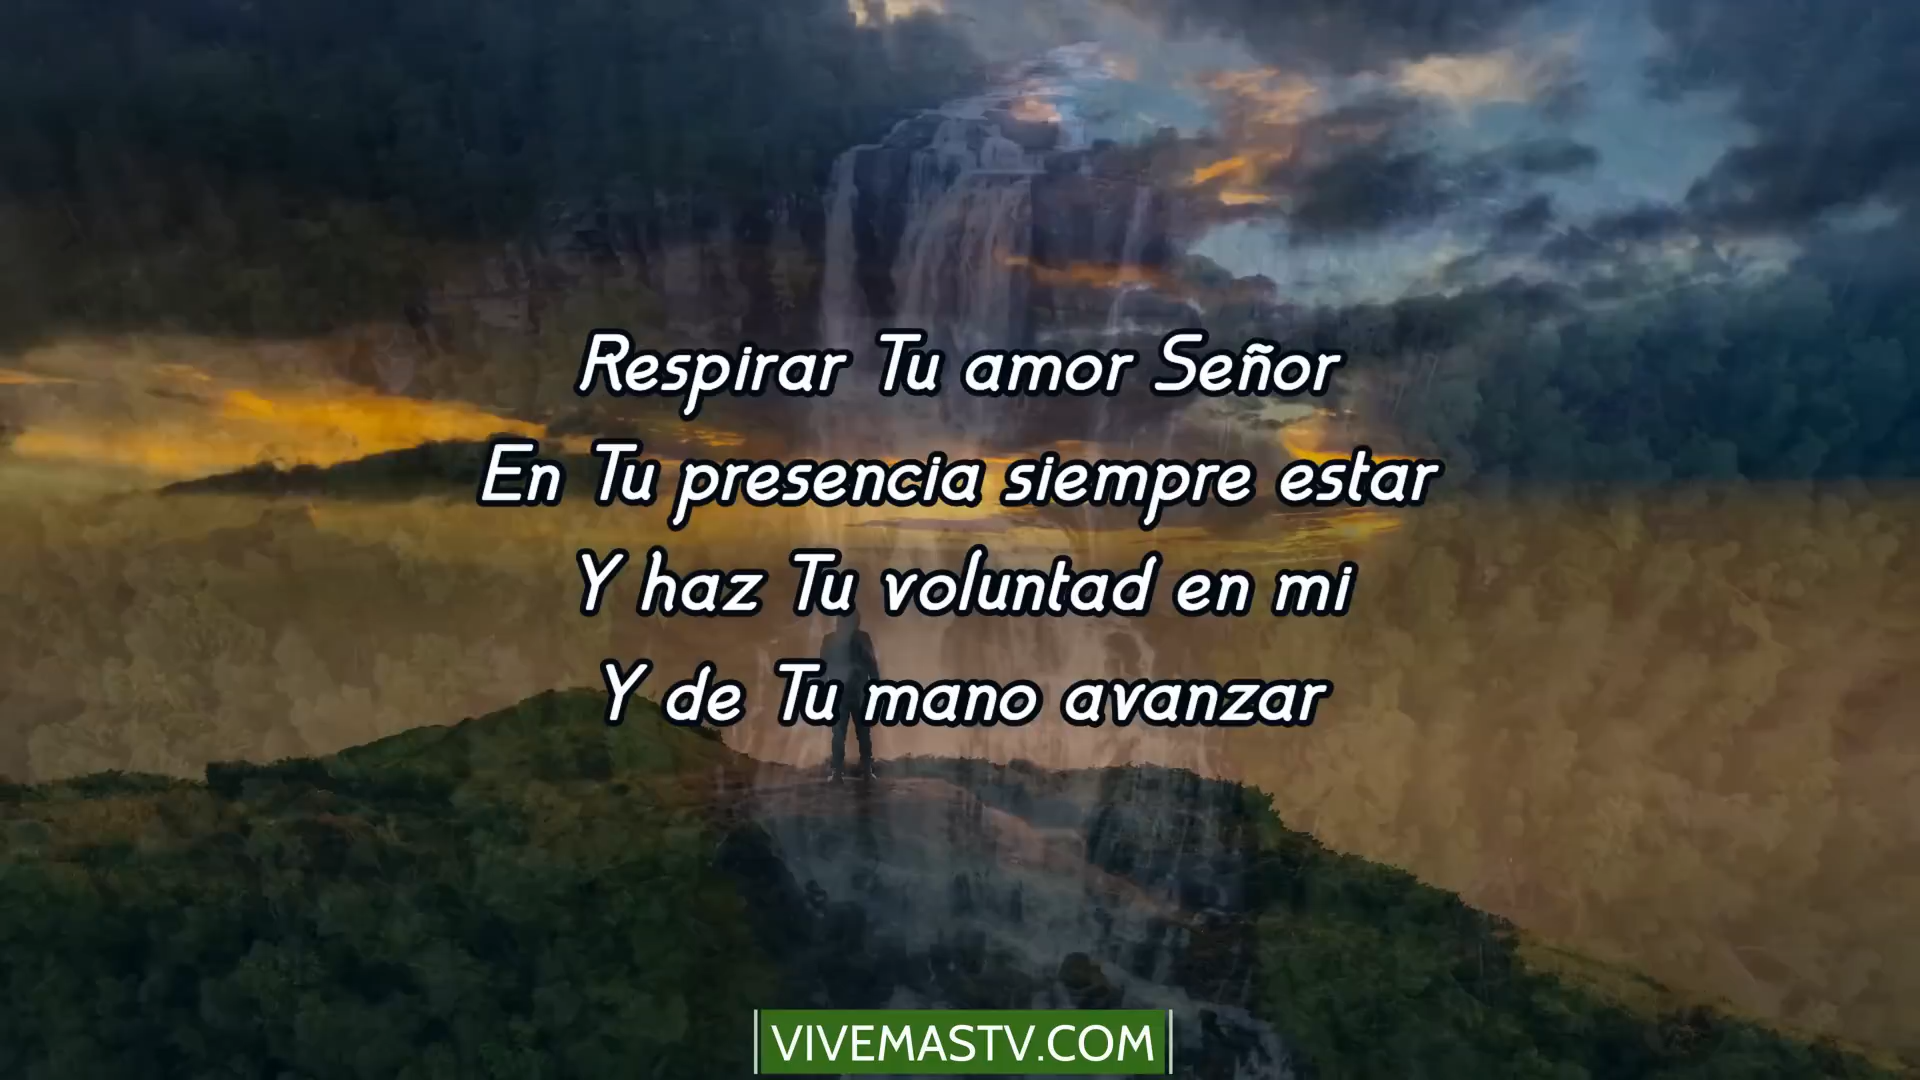 Respirar Tu amor Señor
En Tu presencia siempre estar
Y haz Tu voluntad en mi
Y de Tu mano avanzar
VIVEMASTV.COM